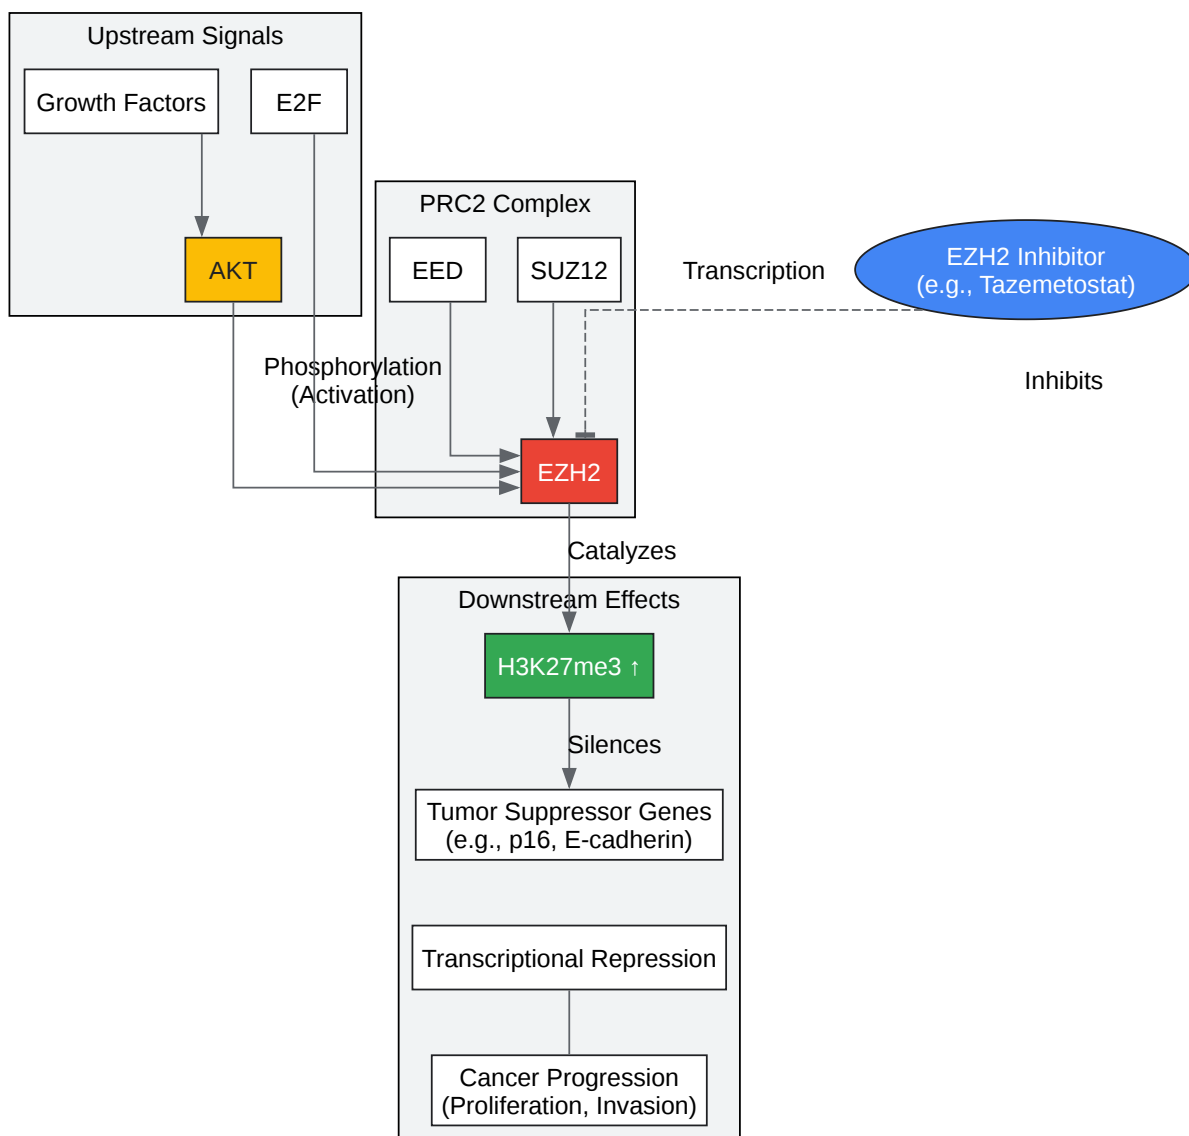 Upstream Signals
Growth Factors
E2F
AKT
PRC2 Complex
EED
SUZ12
Transcription
EZH2 Inhibitor
(e.g., Tazemetostat)
Phosphorylation
(Activation)
Inhibits
EZH2
Catalyzes
Downstream Effects
H3K27me3 ↑
Silences
Tumor Suppressor Genes
(e.g., p16, E-cadherin)
Transcriptional Repression
Cancer Progression
(Proliferation, Invasion)